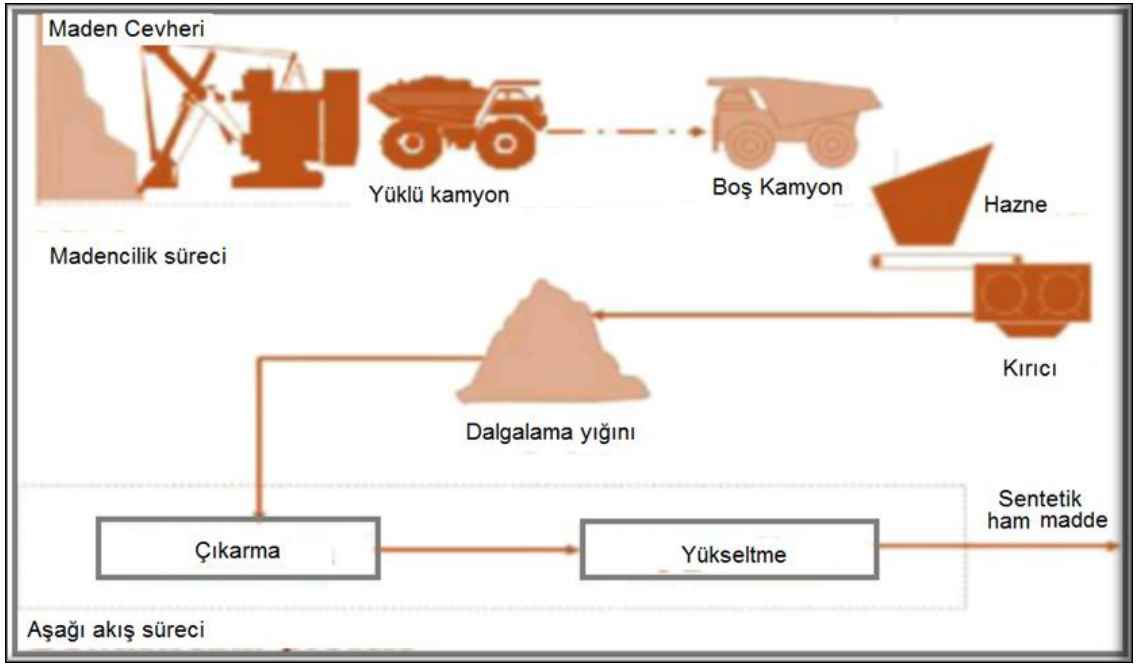 Maden Cevheri
Yüklü kamyon
Boş Kamyon
Hazne
Madencilik süreci
Kırıcı
Dalgalama yığını
Sentetik
ham madde
Çıkarma
Yükseltme
Aşağı akış süreci